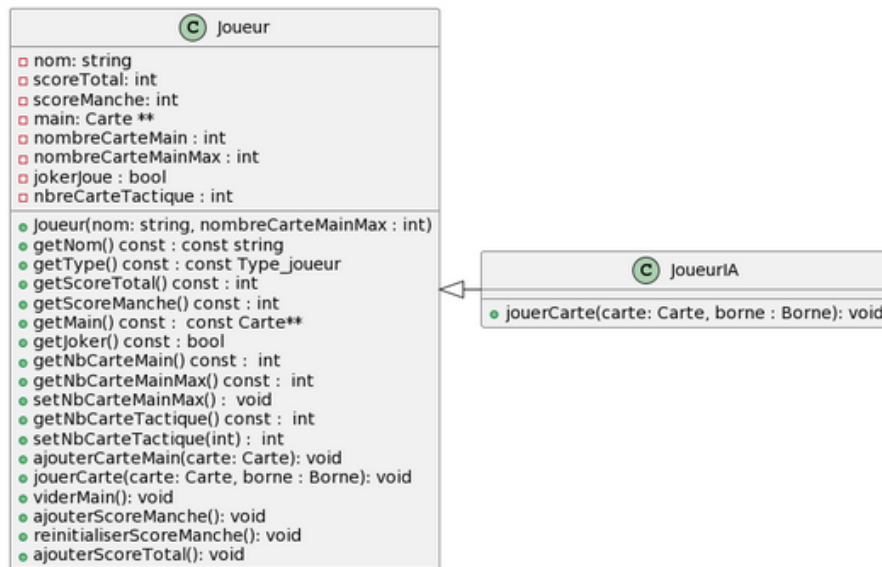 C Joueur
nom: string
scoreTotal: int
scoreManche: int
main: Carte **
nombreCarteMain : int
nombreCarteMainMax : int
jokerJoue : bool
nbreCarteTactique : int
Joueur(nom: string, nombreCarteMainMax : int)
getNom() const : const string
getType() const : const Type_joueur
getScoreTotal() const : int
getScoreManche() const : int
getMain() const : const Carte**
getJoker() const : bool
getNbCarteMain() const : int
getNbCarteMainMax() const : int
setNbCarteMainMax() : void
getNbCarteTactique() const : int
setNbCarteTactique(int) : int
ajouterCarteMain(carte: Carte): void
jouerCarte(carte: Carte, borne : Borne): void
viderMain(): void
ajouterScoreManche(): void
reinitialiserScoreManche(): void
ajouterScoreTotal(): void
C JoueurIA
jouerCarte(carte: Carte, borne : Borne): void